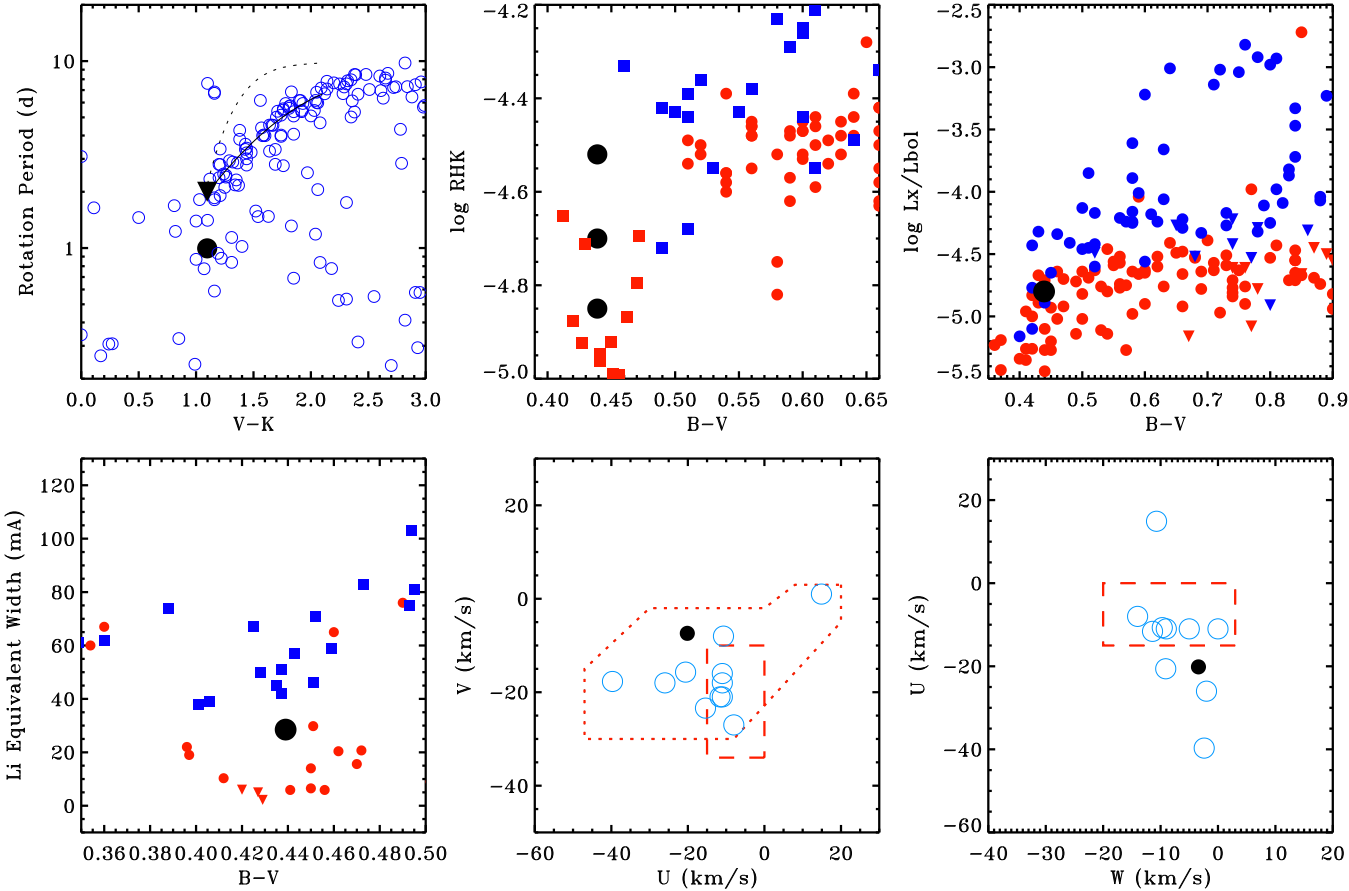 Rotation Period (d)
10
1
0.0 0.5 1.0 1.5 2.0 2.5 3.0
V-K
log RHK
-4.2
-4.4
-4.6
-4.8
-5.0
0.40 0.45 0.50 0.55 0.60 0.65
B-V
log Lx/Lbol
-2.5
-3.0
-3.5
-4.0
-4.5
-5.0
-5.5
0.4 0.5 0.6 0.7 0.8 0.9
B-V
Li Equivalent Width (mA)
120
100
80
60
40
20
0
0.36 0.38 0.40 0.42 0.44 0.46 0.48 0.50
B-V
V (km/s)
20
0
-20
-40
-60 -40 -20 0 20
U (km/s)
U (km/s)
20
0
-20
-40
-60
-40 -30 -20 -10 0 10 20
W (km/s)